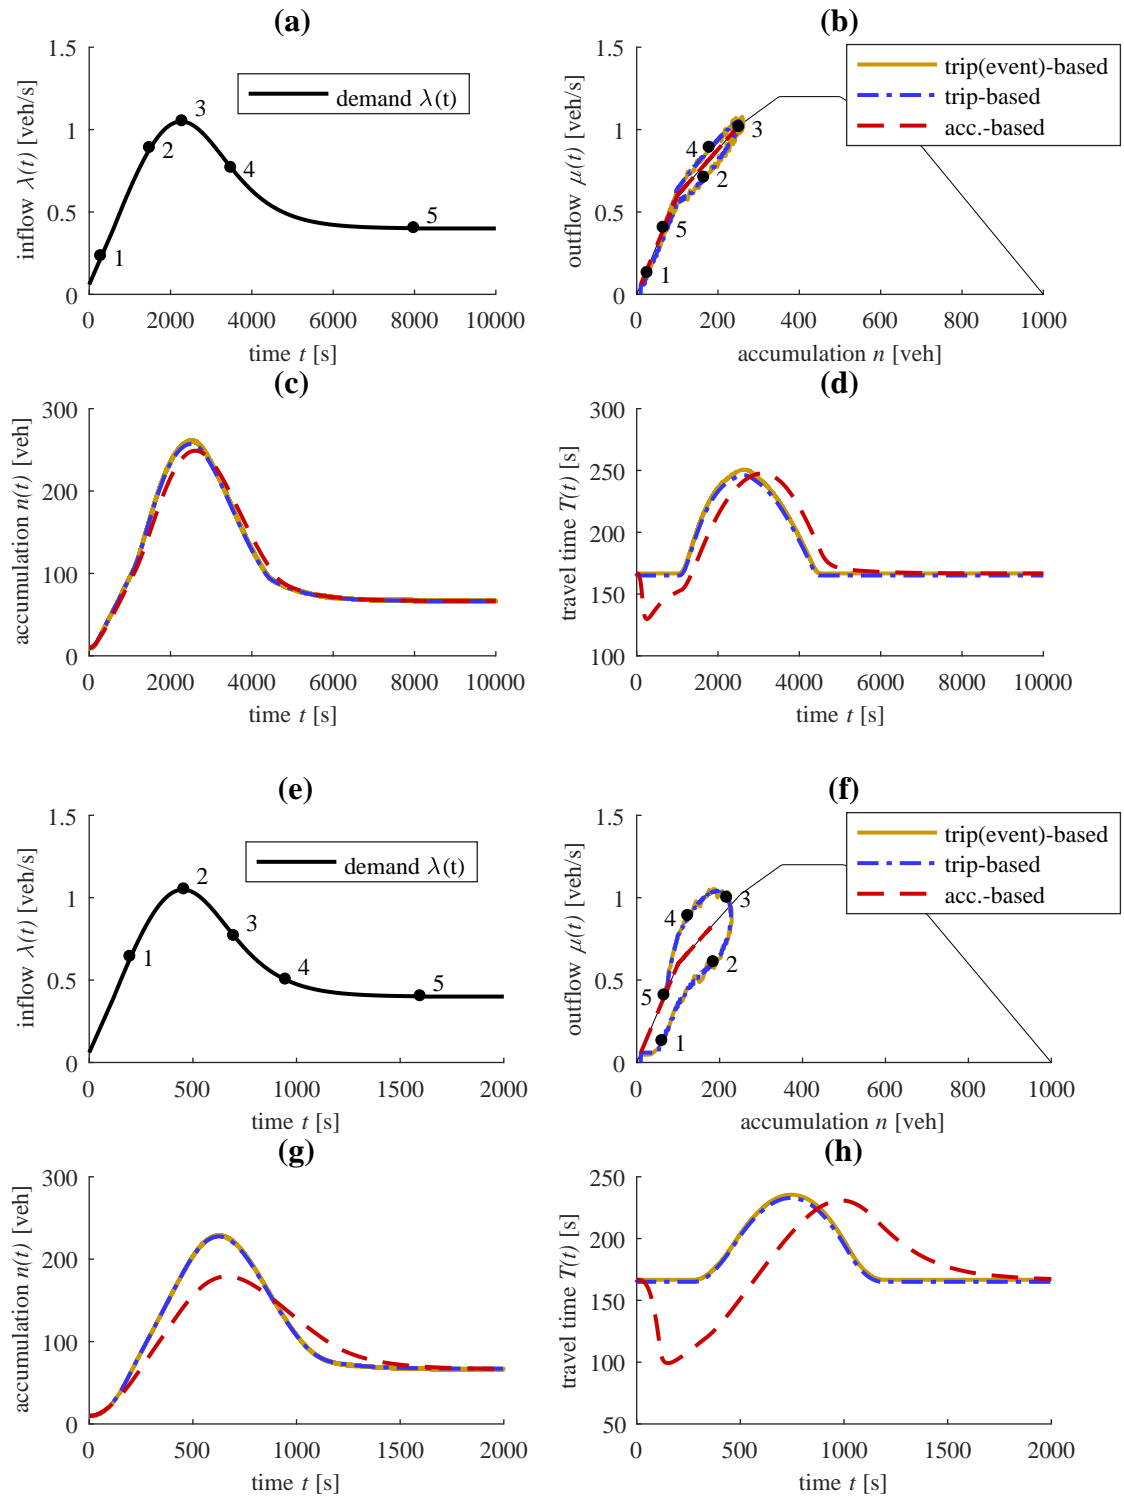 (a)
1.5
1
0.5
0
inflow λ(t) [veh/s]
demand λ(t)
1
2
3
4
5
0 2000 4000 6000 8000 10000
time t [s]
(b)
1.5
1
0.5
0
outflow μ(t) [veh/s]
trip(event)-based
trip-based
acc.-based
1
2
3
4
5
0 200 400 600 800 1000
accumulation n [veh]
(c)
300
200
100
0
accumulation n(t) [veh]
0 2000 4000 6000 8000 10000
time t [s]
(d)
300
250
200
150
100
travel time T(t) [s]
0 2000 4000 6000 8000 10000
time t [s]
(e)
1.5
1
0.5
0
inflow λ(t) [veh/s]
demand λ(t)
1
2
3
4
5
0 500 1000 1500 2000
time t [s]
(f)
1.5
1
0.5
0
outflow μ(t) [veh/s]
trip(event)-based
trip-based
acc.-based
1
2
3
4
5
0 200 400 600 800 1000
accumulation n [veh]
(g)
300
200
100
0
accumulation n(t) [veh]
0 500 1000 1500 2000
time t [s]
(h)
250
200
150
100
50
travel time T(t) [s]
0 500 1000 1500 2000
time t [s]